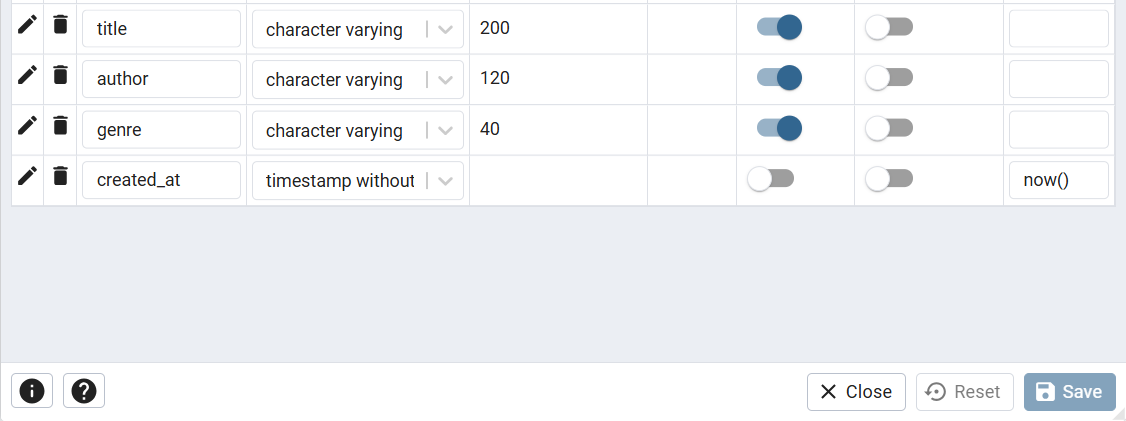 title character varying 200
author character varying 120
genre character varying 40
created_at timestamp without now()
Close Reset Save